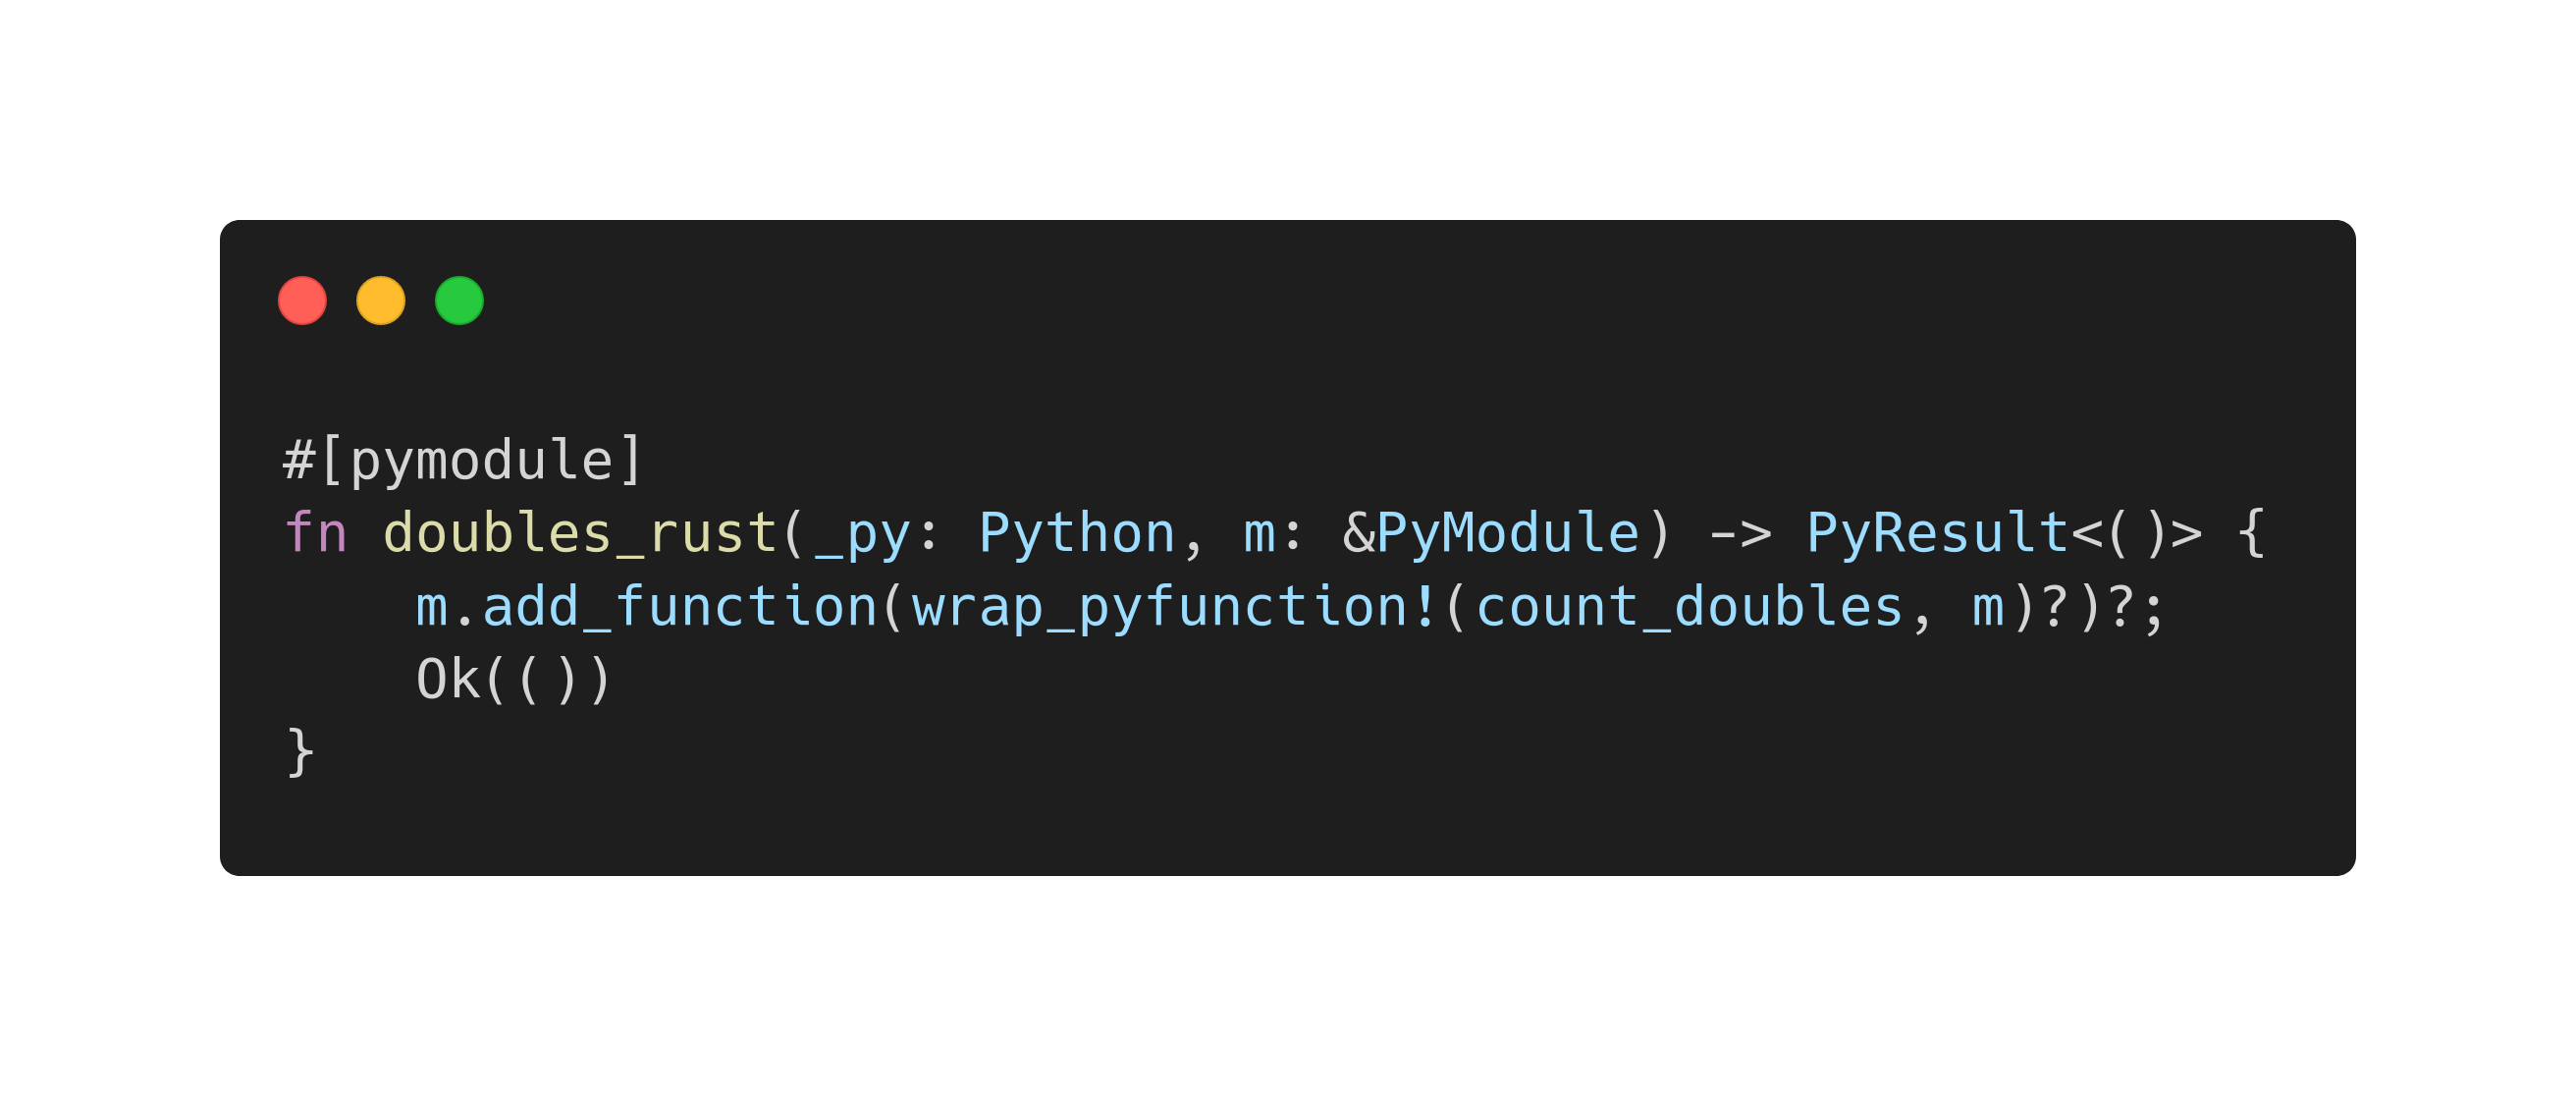 #[pymodule]
fn doubles_rust(_py: Python, m: &PyModule) -> PyResult<()> {
    m.add_function(wrap_pyfunction!(count_doubles, m)?)?;
    Ok(())
}